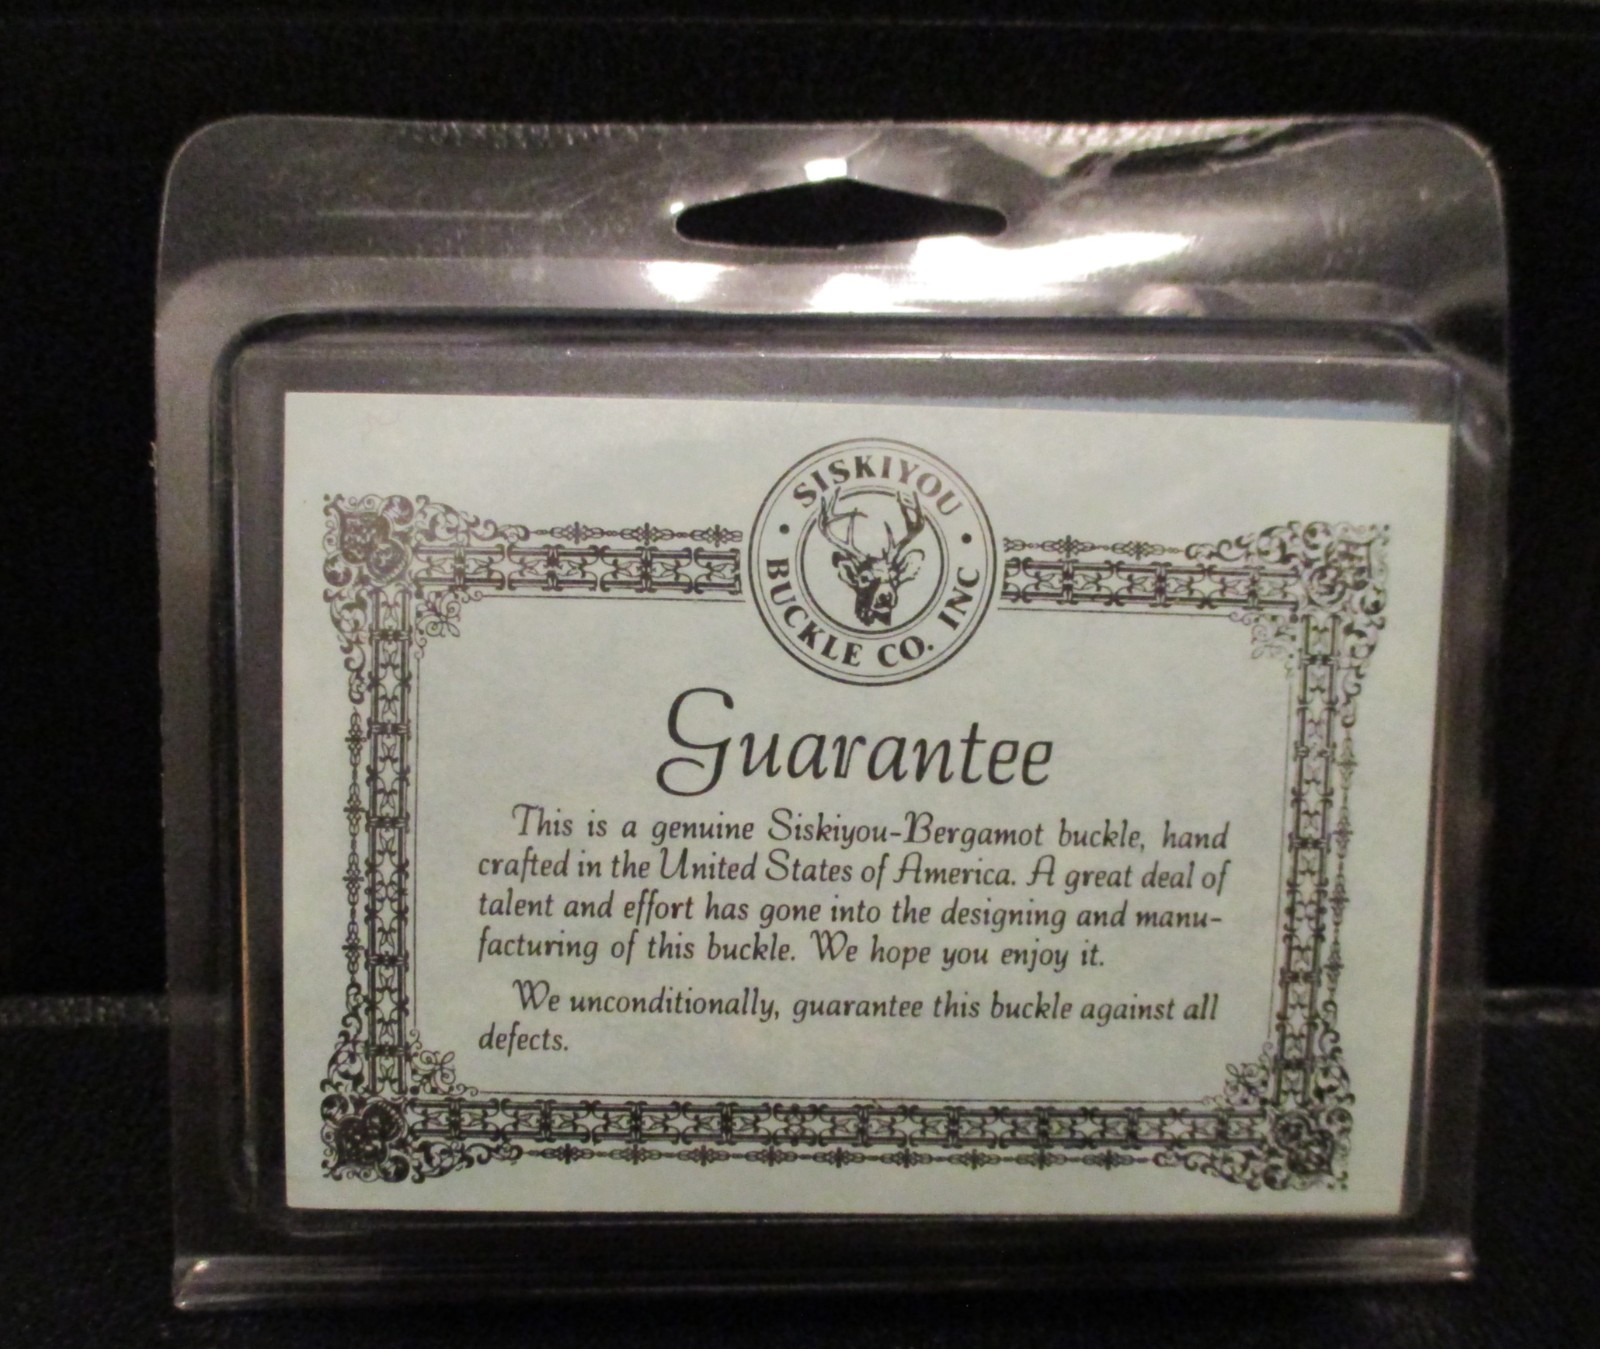 SISKIYOU
BUCKLE CO. INC
Guarantee
This is a genuine Siskiyou-Bergamot buckle, hand
crafted in the United States of America. A great deal of
talent and effort has gone into the designing and manu-
facturing of this buckle. We hope you enjoy it.
We unconditionally, guarantee this buckle against all
defects.